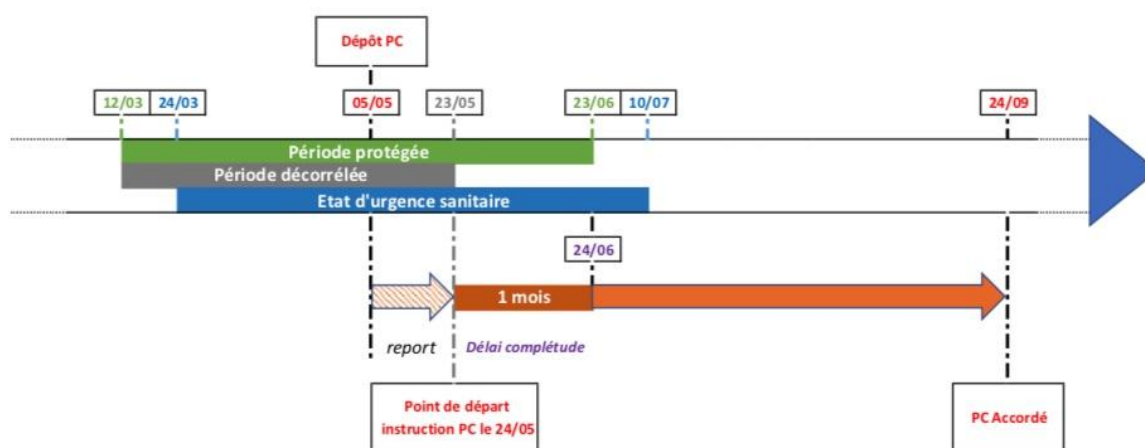 Dépôt PC
12/03 24/03 05/05 23/05 23/06 10/07 24/09
Période protégée
Période décorrélée
Etat d'urgence sanitaire
24/06
1 mois
report Délai complétude
Point de départ
instruction PC le 24/05
PC Accordé